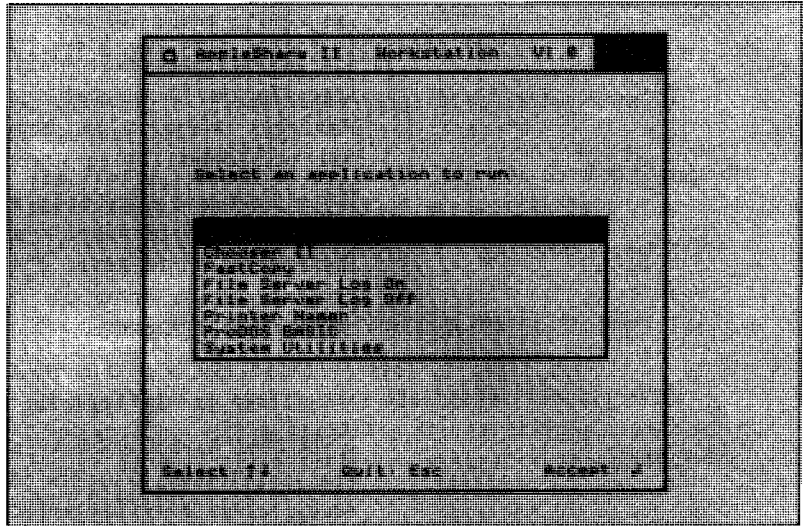 AppleShare II Workstation V1.0
Select an application to run
Chooser II
FastCopy
File Server Log On
File Server Log Off
Printer Namer
ProDOS BASIC
System Utilities
Select ↑↓ Quit: Esc Accept: ↵